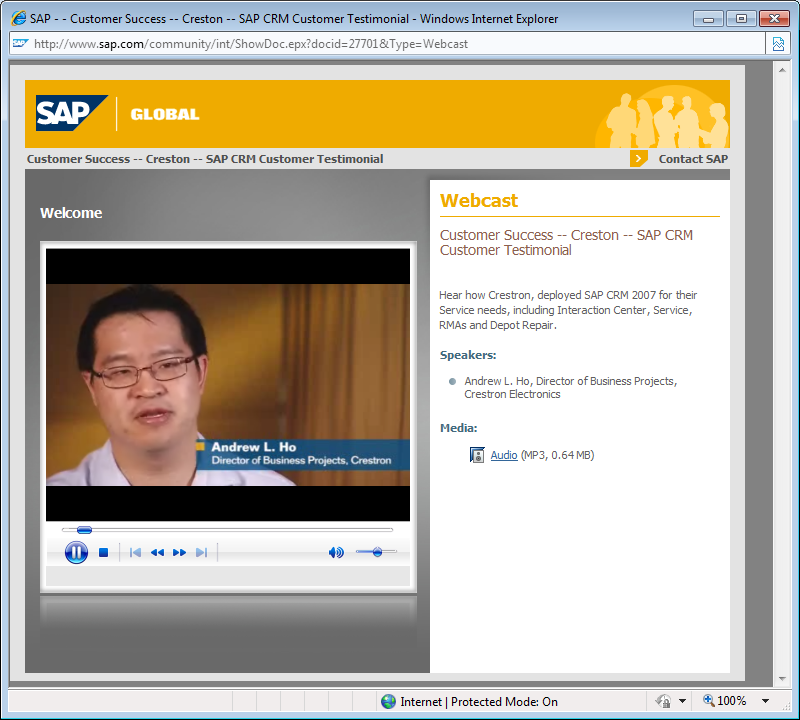 SAP - - Customer Success -- Creston -- SAP CRM Customer Testimonial - Windows Internet Explorer
http://www.sap.com/community/int/ShowDoc.epx?docid=27701&Type=Webcast
SAP GLOBAL
Customer Success -- Creston -- SAP CRM Customer Testimonial
Contact SAP
Welcome
Andrew L. Ho
Director of Business Projects, Crestron
Webcast
Customer Success -- Creston -- SAP CRM
Customer Testimonial
Hear how Crestron, deployed SAP CRM 2007 for their
Service needs, including Interaction Center, Service,
RMAs and Depot Repair.
Speakers:
Andrew L. Ho, Director of Business Projects,
Crestron Electronics
Media:
Audio (MP3, 0.64 MB)
Internet | Protected Mode: On
100%